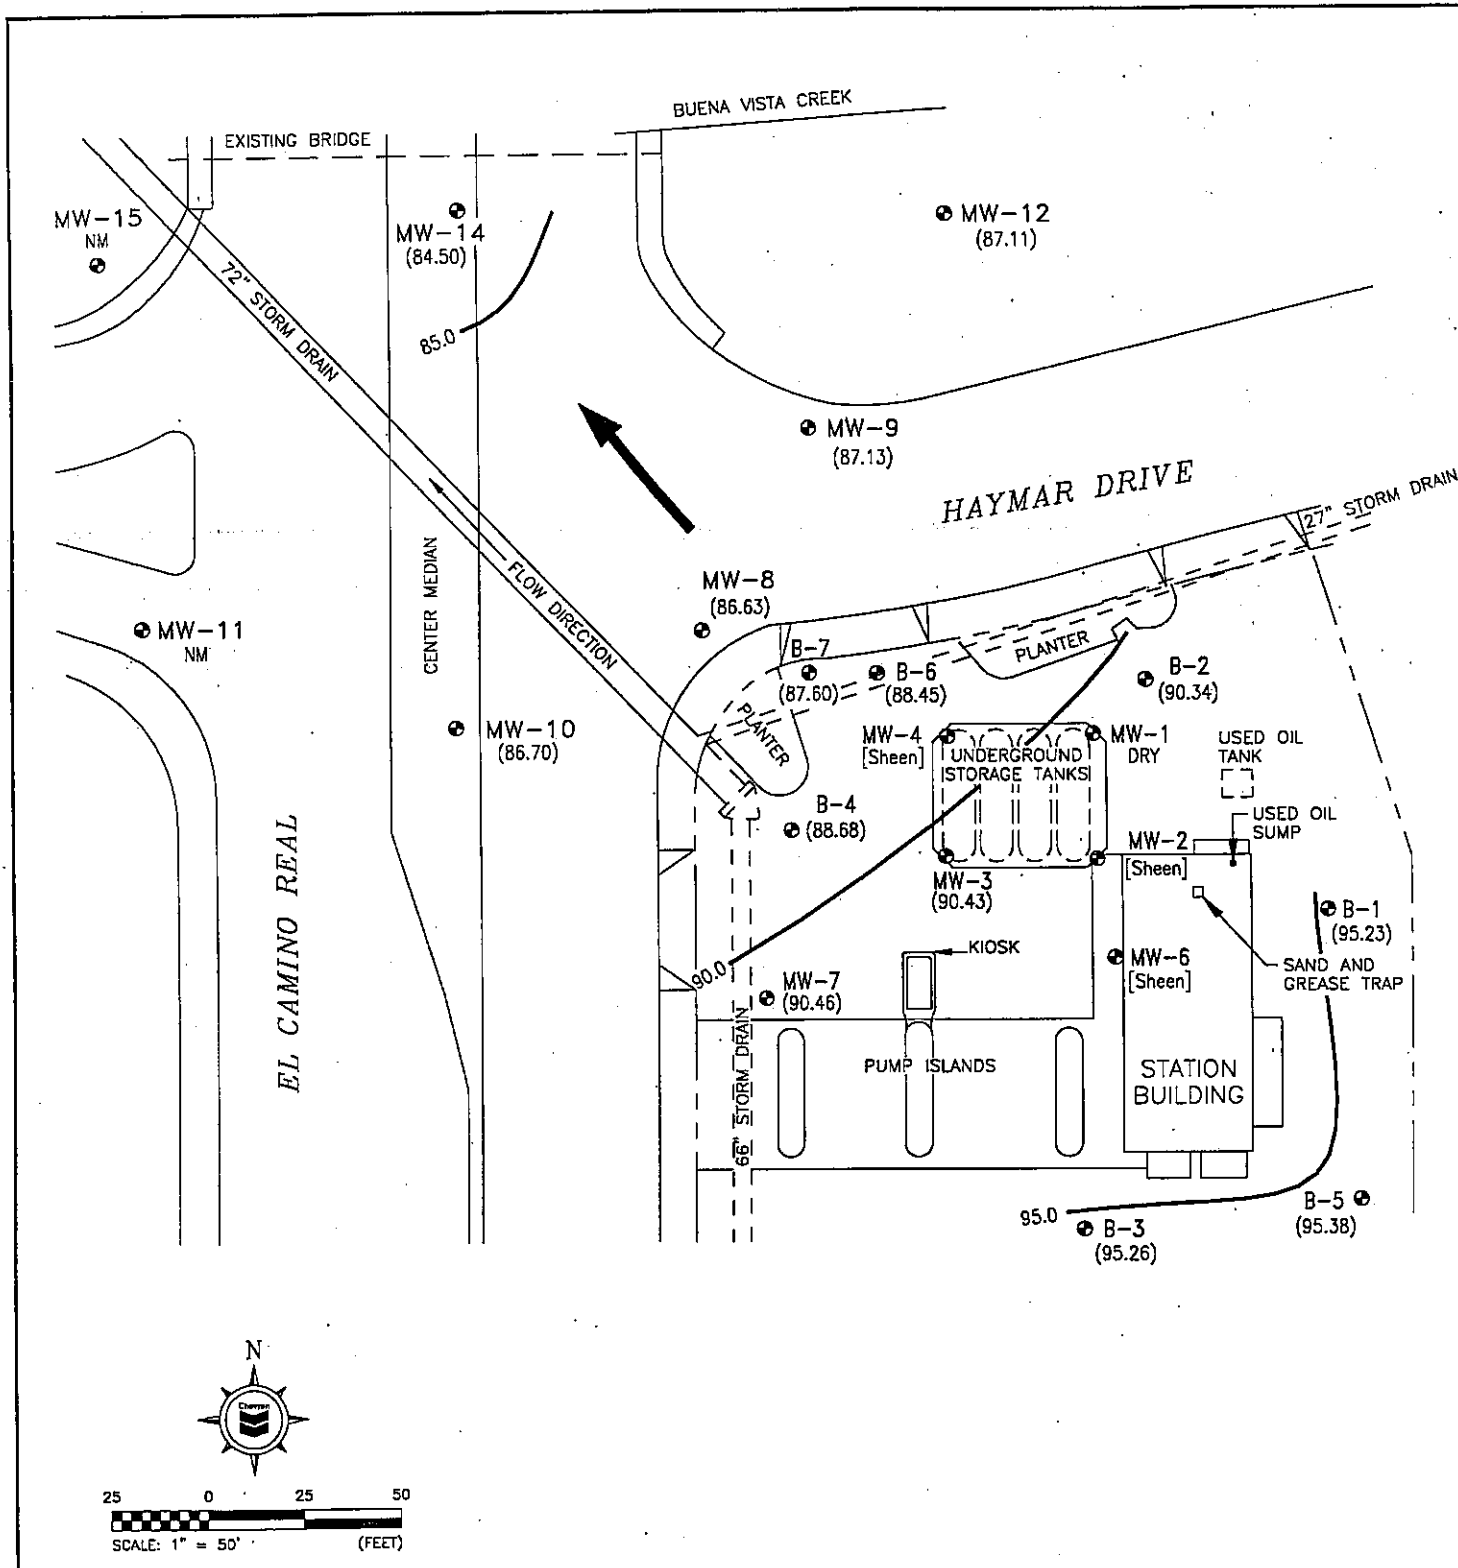 BUENA VISTA CREEK
EXISTING BRIDGE
MW-15
NM
MW-14
(84.50)
MW-12
(87.11)
72" STORM DRAIN
85.0
MW-9
(87.13)
HAYMAR DRIVE
27" STORM DRAIN
CENTER MEDIAN
FLOW DIRECTION
MW-8
(86.63)
MW-11
NM
B-7
(87.60)
B-6
(88.45)
PLANTER
B-2
(90.34)
PLANTER
MW-10
(86.70)
MW-4
[Sheen]
UNDERGROUND
STORAGE TANKS
MW-1
DRY
USED OIL
TANK
B-4
(88.68)
USED OIL
SUMP
MW-2
[Sheen]
MW-3
(90.43)
EL CAMINO REAL
B-1
(95.23)
KIOSK
MW-6
[Sheen]
SAND AND
GREASE TRAP
90.0
MW-7
(90.46)
66" STORM DRAIN
PUMP ISLANDS
STATION
BUILDING
95.0
B-3
(95.26)
B-5
(95.38)
N
Chevron
25 0 25 50
SCALE: 1" = 50' (FEET)